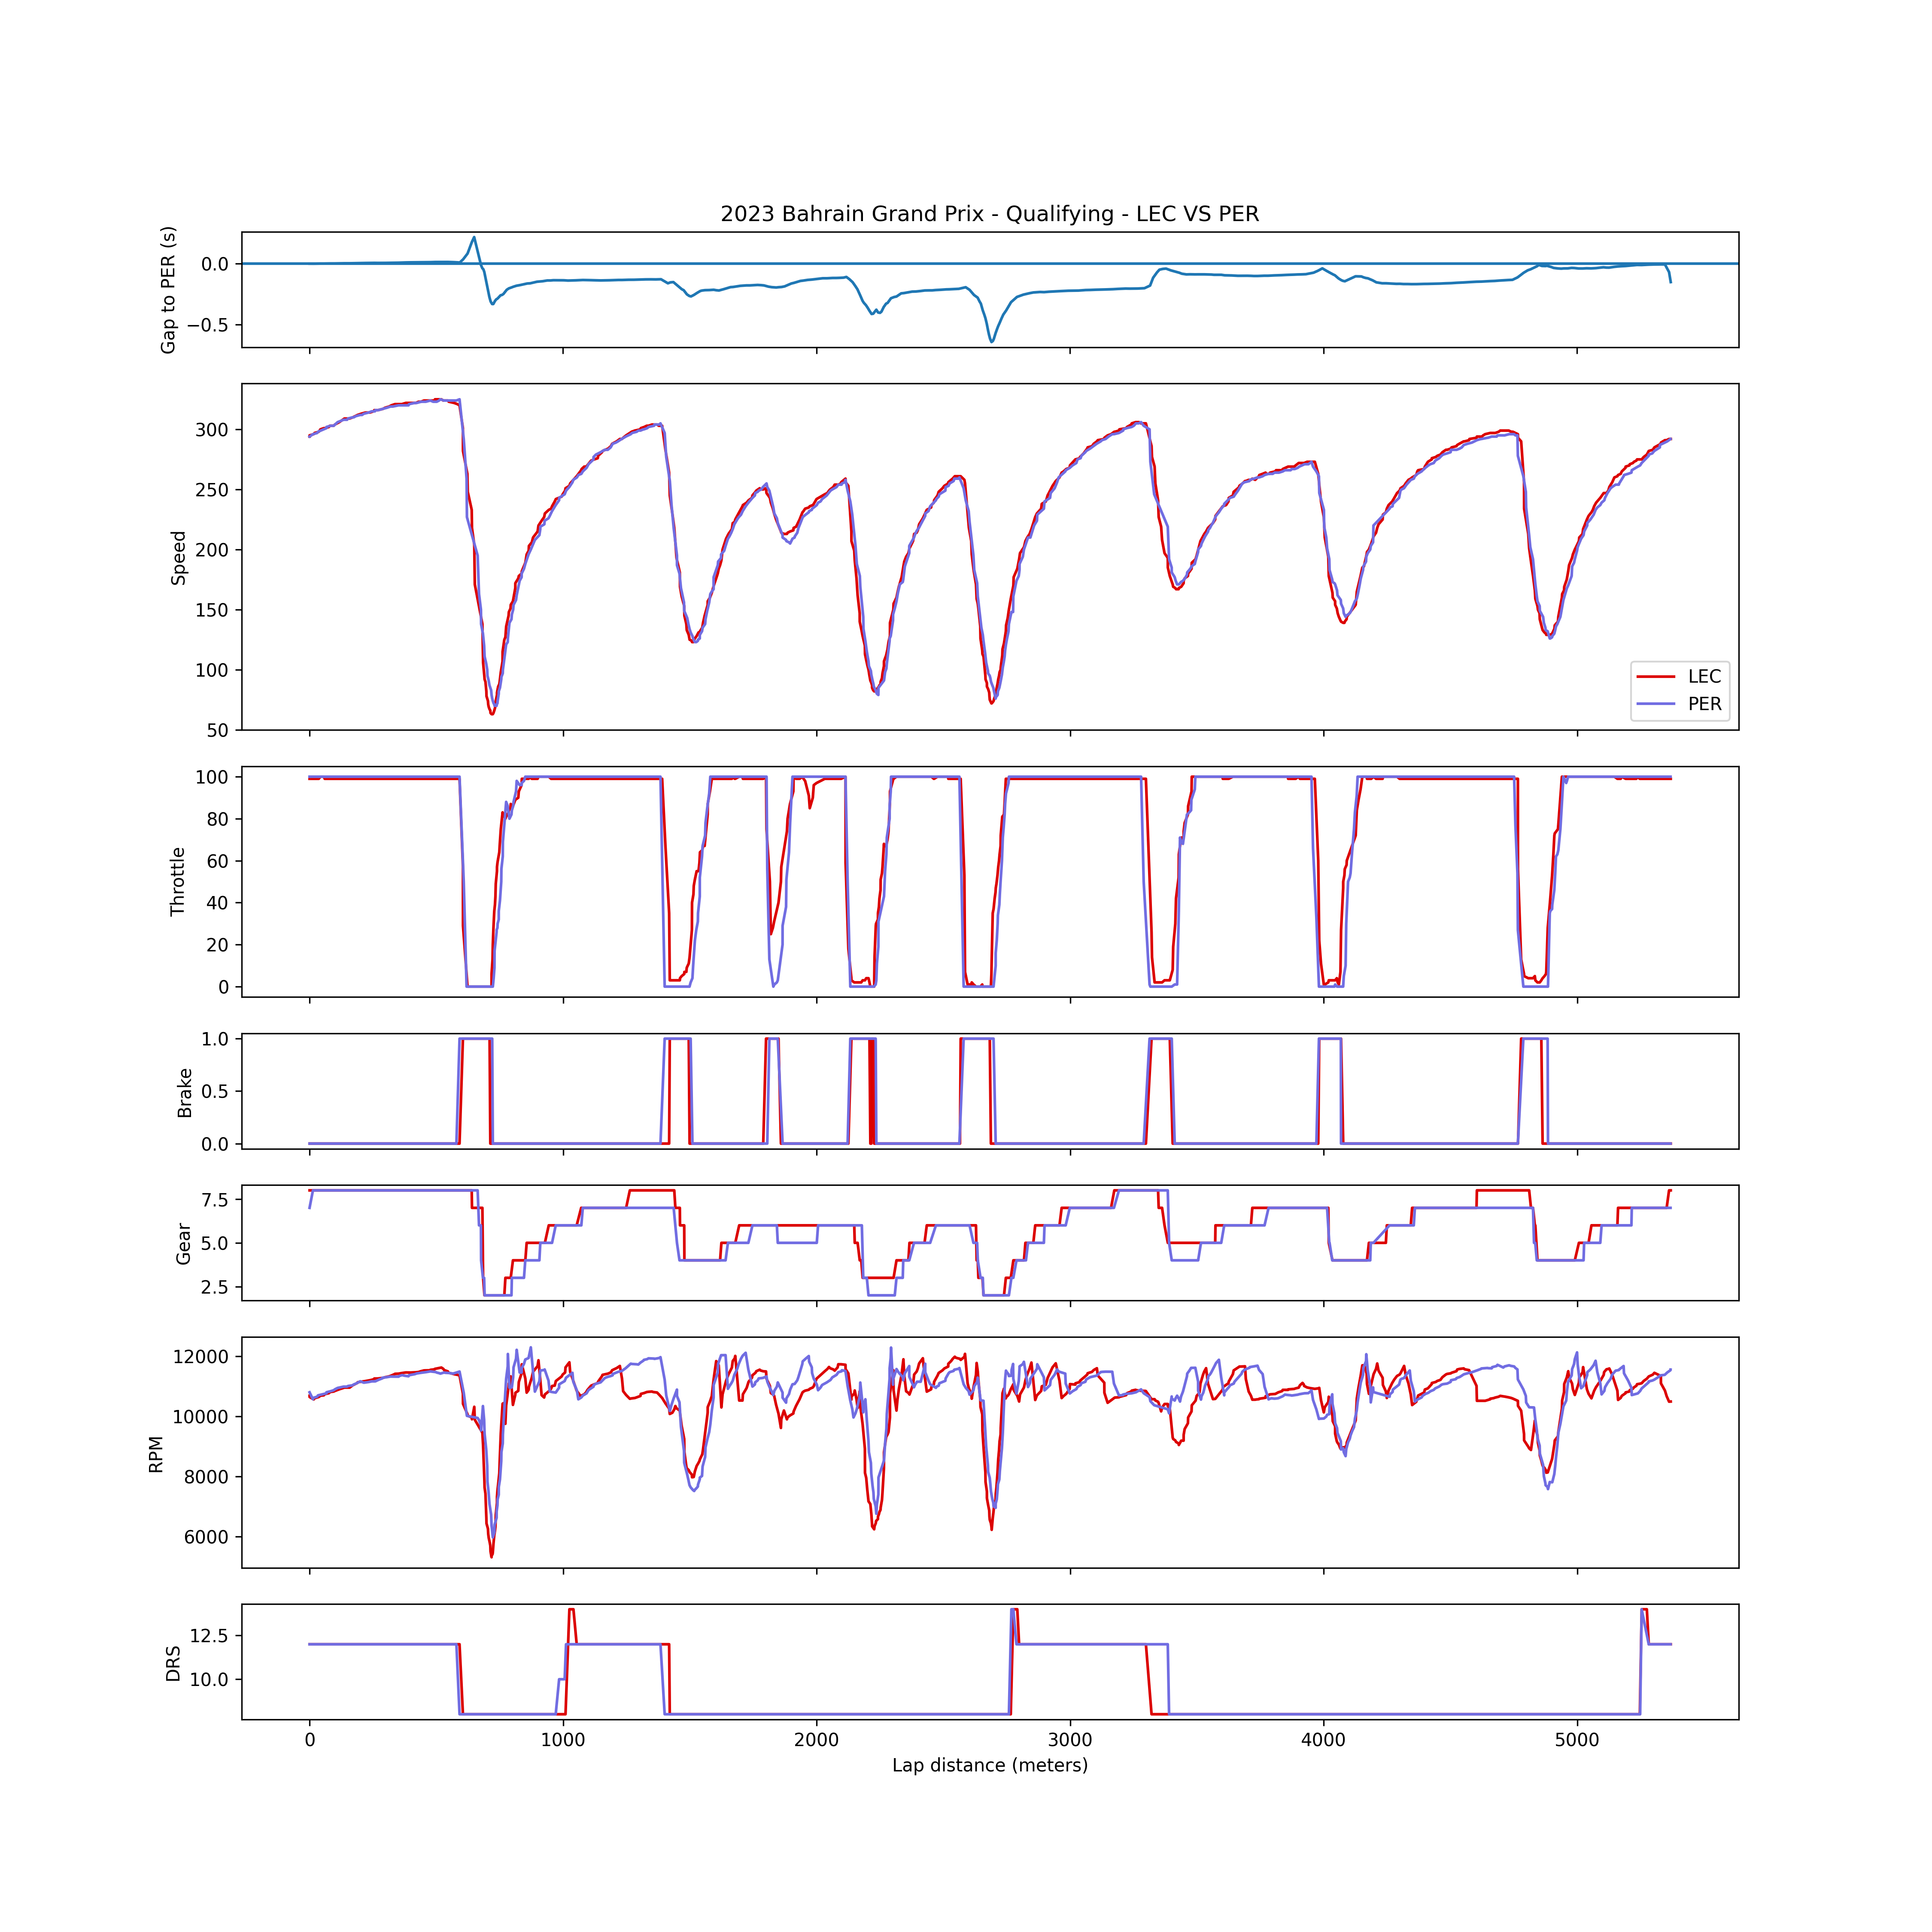 2023 Bahrain Grand Prix - Qualifying - LEC VS PER
Gap to PER (s)
0.0
−0.5
Speed
300
250
200
150
100
50
LEC
PER
Throttle
100
80
60
40
20
0
Brake
1.0
0.5
0.0
Gear
7.5
5.0
2.5
RPM
12000
10000
8000
6000
DRS
12.5
10.0
0 1000 2000 3000 4000 5000
Lap distance (meters)